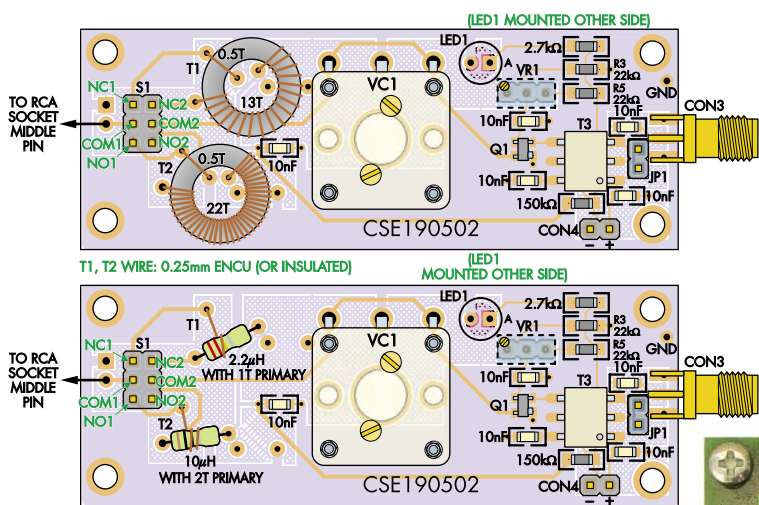 (LED1 MOUNTED OTHER SIDE)
LED1
2.7kΩ
0.5T
T1
VC1
A
VR1
R3
22kΩ
R5
22kΩ
GND
NC1
S1
NC2
13T
10nF
CON3
TO RCA
SOCKET
MIDDLE
PIN
COM2
10nF
T3
COM1
NO2
0.5T
Q1
NO1
T2
10nF
10nF
JP1
22T
150kΩ
10nF
CSE190502
CON4
– +
T1, T2 WIRE: 0.25mm ENCU (OR INSULATED)
(LED1
MOUNTED OTHER SIDE)
LED1
2.7kΩ
T1
VC1
A
VR1
R3
22kΩ
R5
22kΩ
GND
NC1
S1
NC2
2.2µH
WITH 1T PRIMARY
10nF
CON3
TO RCA
SOCKET
MIDDLE
PIN
COM2
10nF
T3
COM1
NO2
Q1
NO1
T2
10nF
10nF
JP1
10µH
WITH 2T PRIMARY
150kΩ
10nF
CSE190502
CON4
– +